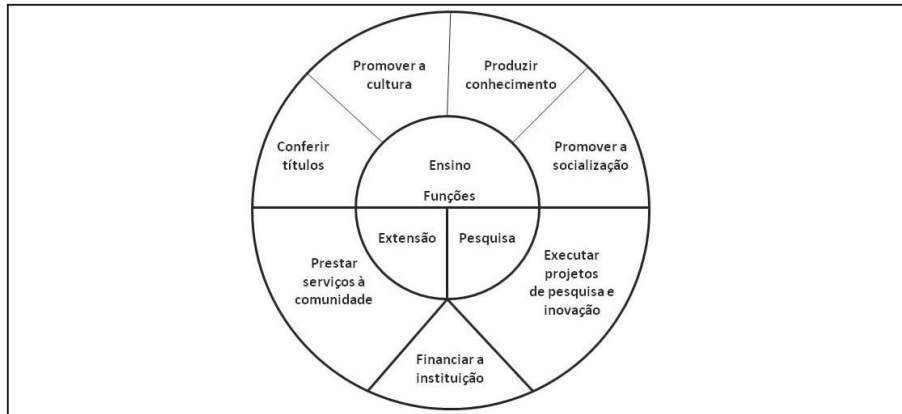 Promover a
cultura
Produzir
conhecimento
Conferir
títulos
Ensino
Promover a
socialização
Funções
Extensão
Pesquisa
Prestar
serviços à
comunidade
Executar
projetos
de pesquisa e
inovação
Financiar a
instituição